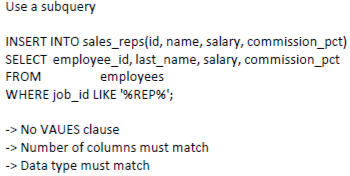 Use a subquery
INSERT INTO sales_reps(id, name, salary, commission_pct)
SELECT employee_id, last_name, salary, commission_pct
FROM employees
WHERE job_id LIKE '%REP%';
-> No VAUES clause
-> Number of columns must match
-> Data type must match